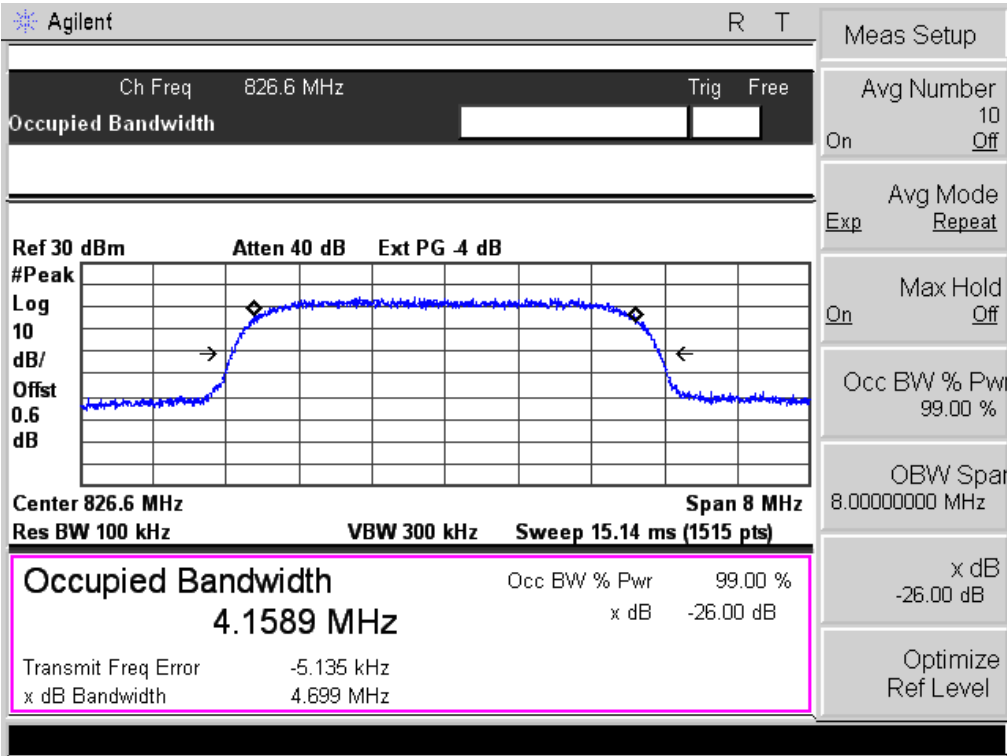 Agilent R T
Ch Freq 826.6 MHz Trig Free
Occupied Bandwidth
Ref 30 dBm Atten 40 dB Ext PG -4 dB
#Peak
Log
10
dB/
Offst
0.6
dB
Center 826.6 MHz Span 8 MHz
Res BW 100 kHz VBW 300 kHz Sweep 15.14 ms (1515 pts)
Occupied Bandwidth
4.1589 MHz
Occ BW % Pwr 99.00 %
x dB -26.00 dB
Transmit Freq Error -5.135 kHz
x dB Bandwidth 4.699 MHz
Meas Setup
Avg Number
10
On Off
Avg Mode
Exp Repeat
Max Hold
On Off
Occ BW % Pwr
99.00 %
OBW Span
8.00000000 MHz
x dB
-26.00 dB
Optimize
Ref Level